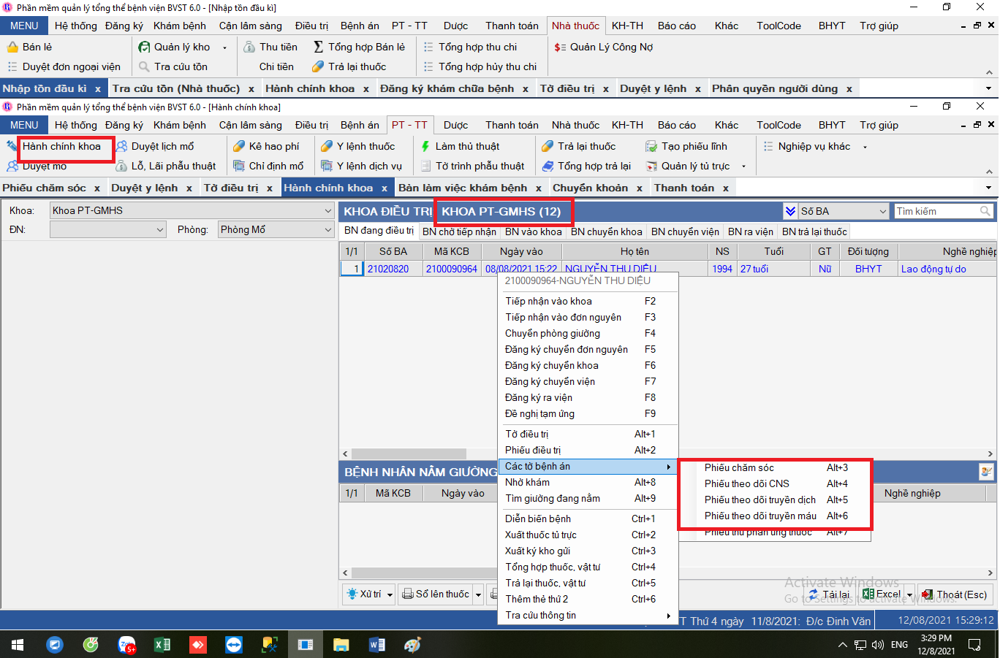 Phần mềm quản lý tổng thể bệnh viện BVST 6.0 - [Nhập tồn đầu kì]
MENU Hệ thống Đăng ký Khám bệnh Cận lâm sàng Điều trị Bệnh án PT - TT Dược Thanh toán Nhà thuốc KH-TH Báo cáo Khác ToolCode BHYT Trợ giúp
Bán lẻ Quản lý kho Thu tiền Tổng hợp Bán lẻ Tổng hợp thu chi Quản Lý Công Nợ
Duyệt đơn ngoại viện Tra cứu tồn Chi tiền Trả lại thuốc Tổng hợp hủy thu chi
Nhập tồn đầu kì x Tra cứu tồn (Nhà thuốc) x Hành chính khoa x Đăng ký khám chữa bệnh x Tờ điều trị x Duyệt y lệnh x Phân quyền người dùng x
Phần mềm quản lý tổng thể bệnh viện BVST 6.0 - [Hành chính khoa]
MENU Hệ thống Đăng ký Khám bệnh Cận lâm sàng Điều trị Bệnh án PT - TT Dược Thanh toán Nhà thuốc KH-TH Báo cáo Khác ToolCode BHYT Trợ giúp
Hành chính khoa Duyệt lịch mổ Kê hao phí Y lệnh thuốc Làm thủ thuật Trả lại thuốc Tạo phiếu lĩnh Nghiệp vụ khác
Duyệt mổ Lỗ, Lãi phẫu thuật Chỉ định mổ Y lệnh dịch vụ Tờ trình phẫu thuật Tổng hợp trả lại Quản lý tủ trực
Phiếu chăm sóc x Duyệt y lệnh x Tờ điều trị x Hành chính khoa x Bàn làm việc khám bệnh x Chuyển khoản x Thanh toán x
Khoa: Khoa PT-GMHS
ĐN: Phòng: Phòng Mổ
KHOA ĐIỀU TRỊ KHOA PT-GMHS (12) Số BA Tìm kiếm
BN đang điều trị BN chờ tiếp nhận BN vào khoa BN chuyển khoa BN chuyển viện BN ra viện BN trả lại thuốc
1/1 Số BA Mã KCB Ngày vào Họ tên NS Tuổi GT Đối tượng Nghề nghiệp
1 21020820 2100090964 08/08/2021 15:22 NGUYỄN THU DIỆU 1994 27 tuổi Nữ BHYT Lao động tự do
2100090964-NGUYỄN THU DIỆU
Tiếp nhận vào khoa F2
Tiếp nhận vào đơn nguyên F3
Chuyển phòng giường F4
Đăng ký chuyển đơn nguyên F5
Đăng ký chuyển khoa F6
Đăng ký chuyển viện F7
Đăng ký ra viện F8
Đề nghị tạm ứng F9
Tờ điều trị Alt+1
Phiếu điều trị Alt+2
Các tờ bệnh án
Nhờ khám Alt+8
Tìm giường đang nằm Alt+9
Diễn biến bệnh Ctrl+1
Xuất thuốc tủ trực Ctrl+2
Xuất ký kho gửi Ctrl+3
Tổng hợp thuốc, vật tư Ctrl+4
Trả lại thuốc, vật tư Ctrl+5
Thêm thẻ thứ 2 Ctrl+6
Tra cứu thông tin
Phiếu chăm sóc Alt+3
Phiếu theo dõi CNS Alt+4
Phiếu theo dõi truyền dịch Alt+5
Phiếu theo dõi truyền máu Alt+6
Phiếu thử phản ứng thuốc Alt+7
BỆNH NHÂN NẰM GIƯỜNG
1/1 Mã KCB Ngày vào Nghề nghiệp
Xử trí Sổ lên thuốc Tải lại Excel Thoát (Esc)
Activate Windows
Go to Settings to activate Windows.
T Thứ 4 ngày 11/8/2021: Đ/c Đinh Văn 12/08/2021 15:29:12
Zalo 5+ ENG 3:29 PM
12/8/2021